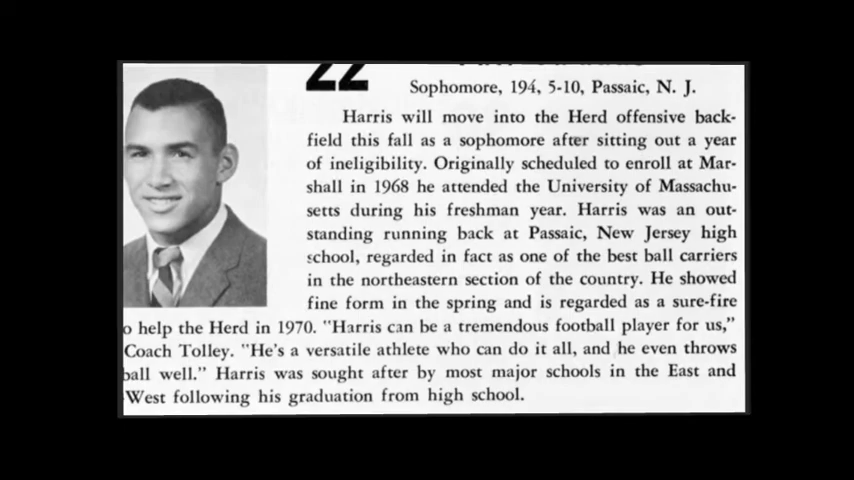 22
Sophomore, 194, 5-10, Passaic, N. J.
Harris will move into the Herd offensive back-
field this fall as a sophomore after sitting out a year
of ineligibility. Originally scheduled to enroll at Mar-
shall in 1968 he attended the University of Massachu-
setts during his freshman year. Harris was an out-
standing running back at Passaic, New Jersey high
school, regarded in fact as one of the best ball carriers
in the northeastern section of the country. He showed
fine form in the spring and is regarded as a sure-fire
o help the Herd in 1970. "Harris can be a tremendous football player for us,"
Coach Tolley. "He's a versatile athlete who can do it all, and he even throws
ball well." Harris was sought after by most major schools in the East and
-West following his graduation from high school.